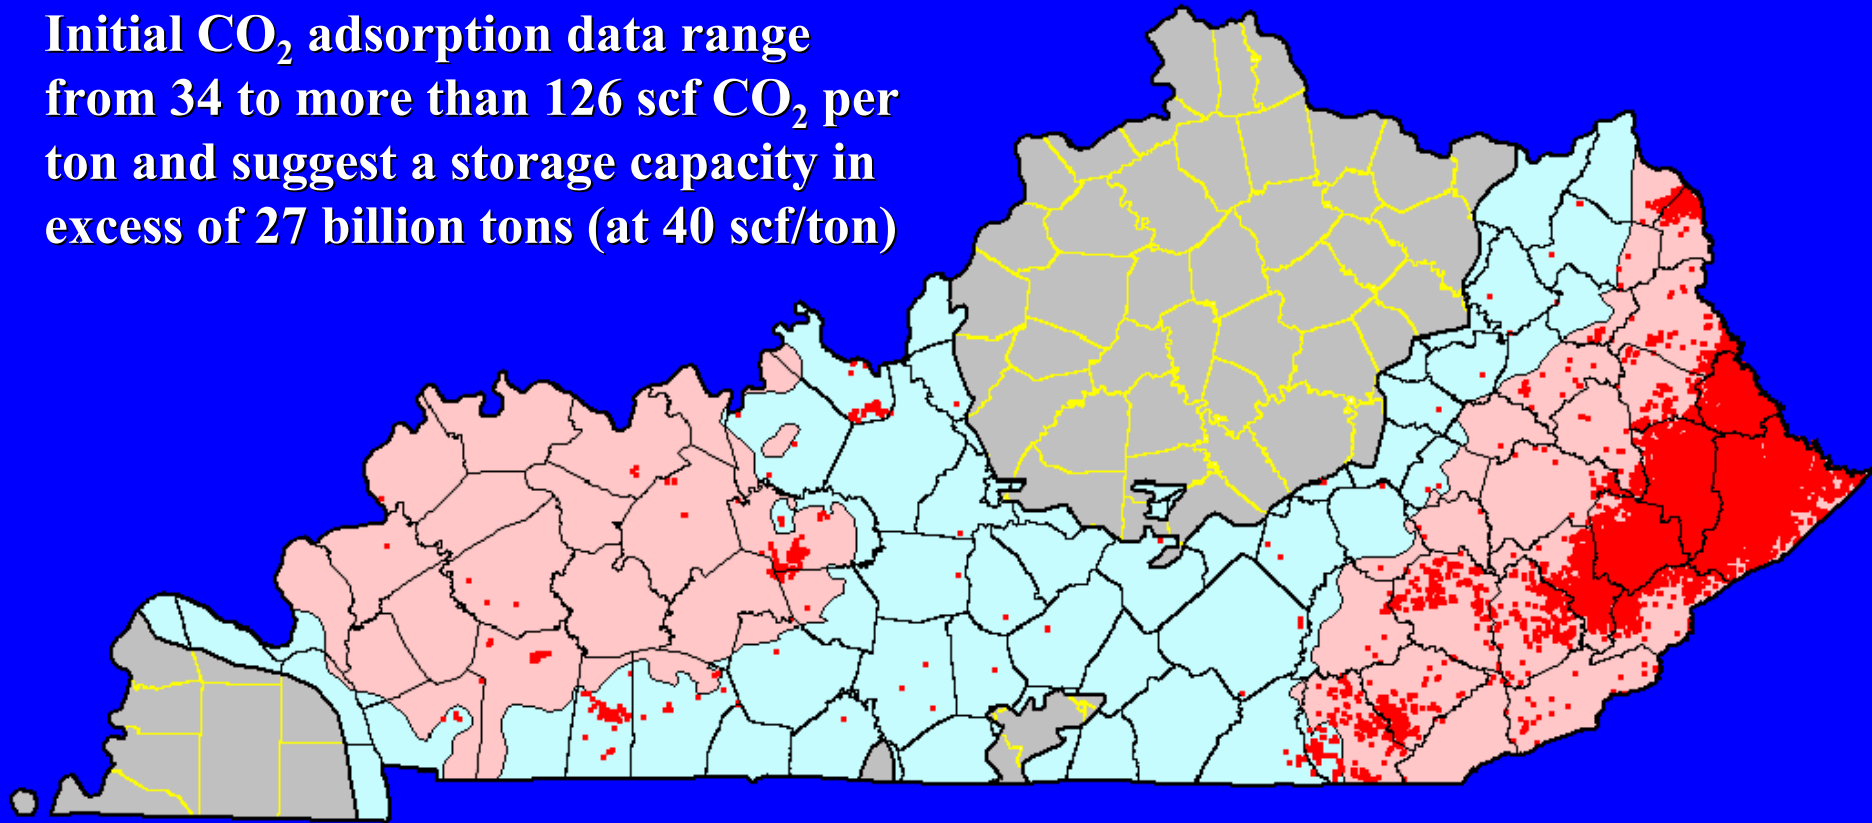 Initial CO₂ adsorption data range
from 34 to more than 126 scf CO₂ per
ton and suggest a storage capacity in
excess of 27 billion tons (at 40 scf/ton)